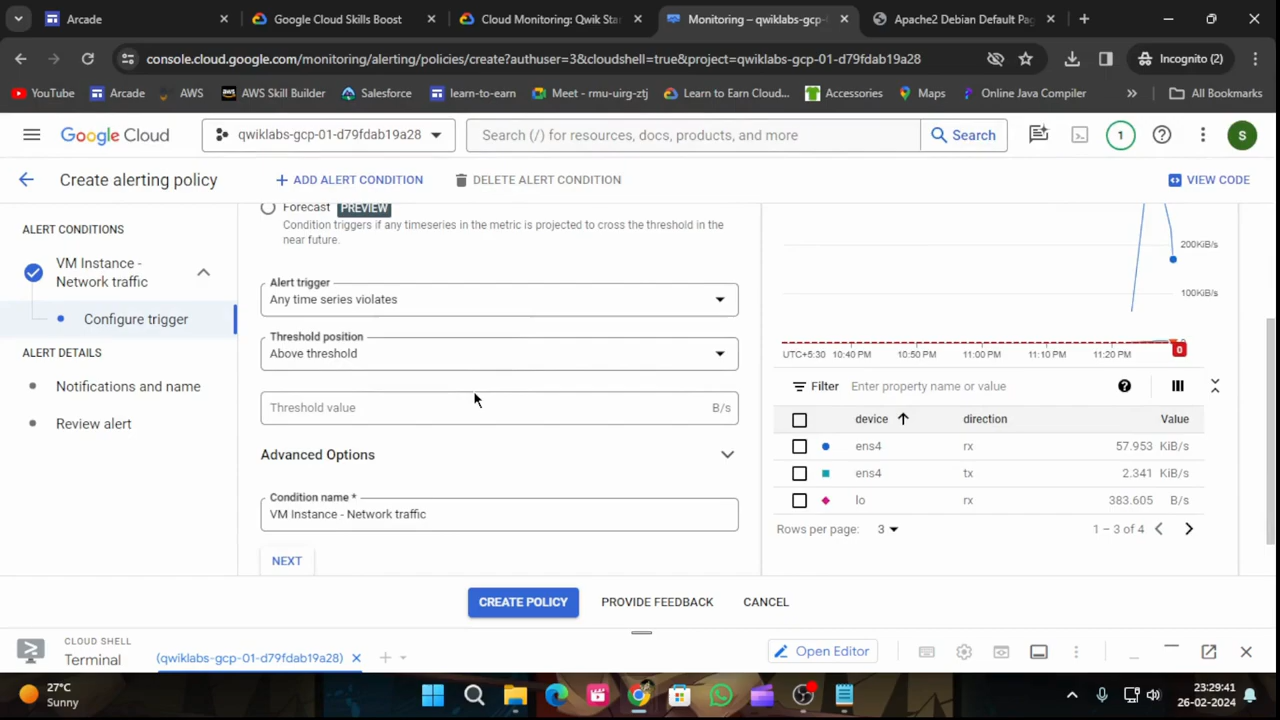 Arcade
Google Cloud Skills Boost
Cloud Monitoring: Qwik Star
Monitoring – qwiklabs-gcp-
Apache2 Debian Default Pag
console.cloud.google.com/monitoring/alerting/policies/create?authuser=3&cloudshell=true&project=qwiklabs-gcp-01-d79fdab19a28
Incognito (2)
YouTube
Arcade
AWS
AWS Skill Builder
Salesforce
learn-to-earn
Meet - rmu-uirg-ztj
Learn to Earn Cloud...
Accessories
Maps
Online Java Compiler
»
All Bookmarks
Google Cloud
qwiklabs-gcp-01-d79fdab19a28
Search (/) for resources, docs, products, and more
Search
1
S
Create alerting policy
ADD ALERT CONDITION
DELETE ALERT CONDITION
VIEW CODE
ALERT CONDITIONS
VM Instance -
Network traffic
Configure trigger
ALERT DETAILS
Notifications and name
Review alert
Forecast PREVIEW
Condition triggers if any timeseries in the metric is projected to cross the threshold in the
near future.
Alert trigger
Any time series violates
Threshold position
Above threshold
Threshold value B/s
Advanced Options
Condition name *
VM Instance - Network traffic
NEXT
200KiB/s
100KiB/s
0
UTC+5:30 10:40 PM 10:50 PM 11:00 PM 11:10 PM 11:20 PM
Filter Enter property name or value
device direction Value
ens4 rx 57.953 KiB/s
ens4 tx 2.341 KiB/s
lo rx 383.605 B/s
Rows per page: 3 1 – 3 of 4
CREATE POLICY
PROVIDE FEEDBACK
CANCEL
CLOUD SHELL
Terminal
(qwiklabs-gcp-01-d79fdab19a28)
Open Editor
27°C
Sunny
23:29:41
26-02-2024